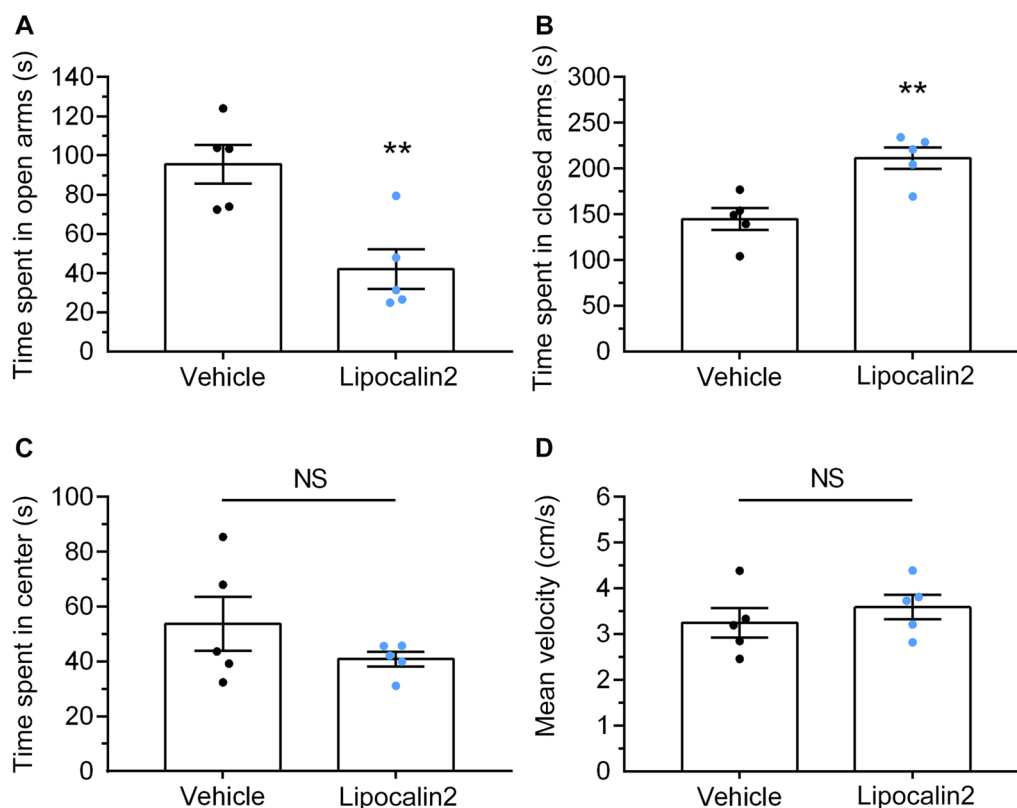 A
Time spent in open arms (s)
140
120
100
80
60
40
20
0
**
Vehicle
Lipocalin2
B
Time spent in closed arms (s)
300
250
200
150
100
50
0
**
Vehicle
Lipocalin2
C
Time spent in center (s)
100
80
60
40
20
0
NS
Vehicle
Lipocalin2
D
Mean velocity (cm/s)
6
5
4
3
2
1
0
NS
Vehicle
Lipocalin2